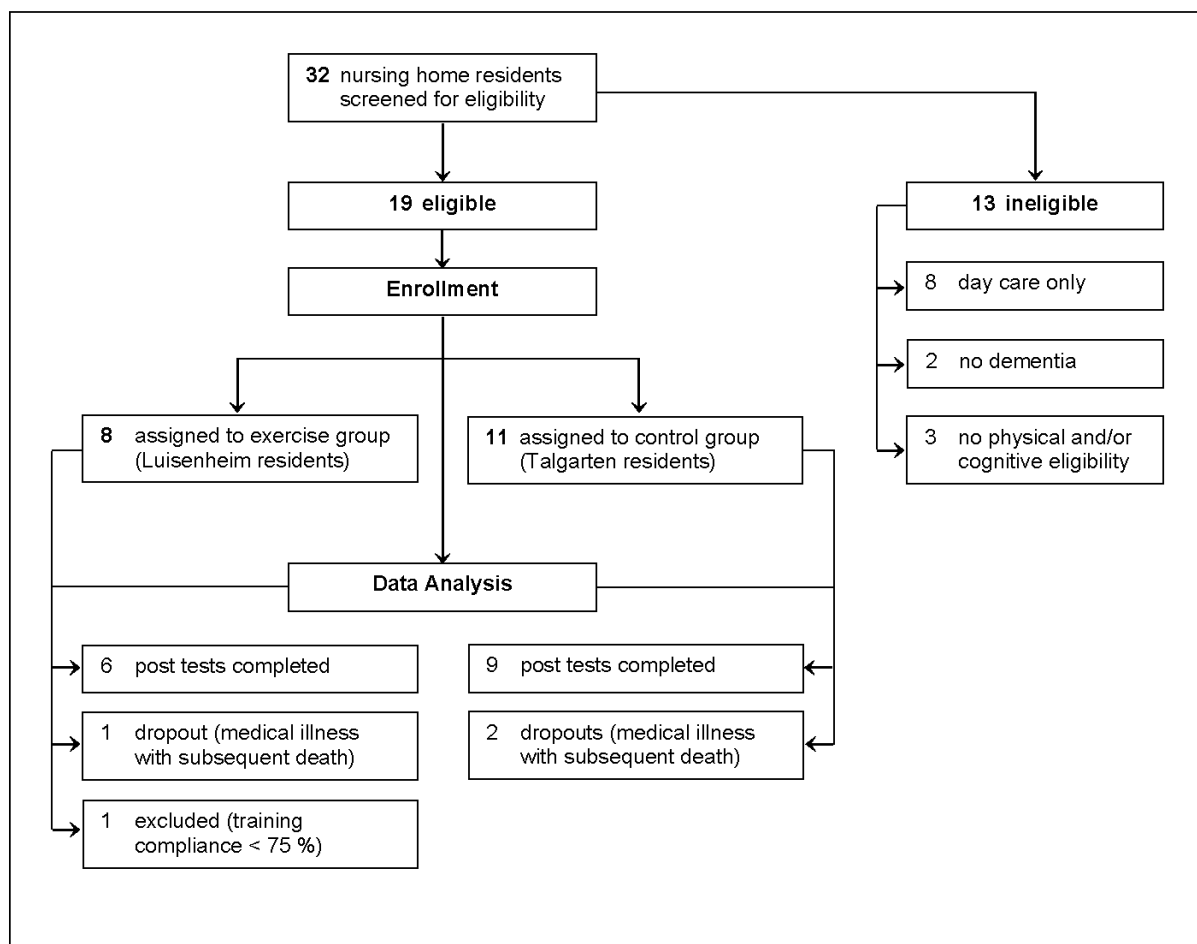 32 nursing home residents
screened for eligibility
19 eligible
13 ineligible
Enrollment
8 day care only
2 no dementia
3 no physical and/or
cognitive eligibility
8 assigned to exercise group
(Luisenheim residents)
11 assigned to control group
(Talgarten residents)
Data Analysis
6 post tests completed
9 post tests completed
1 dropout (medical illness
with subsequent death)
2 dropouts (medical illness
with subsequent death)
1 excluded (training
compliance < 75 %)